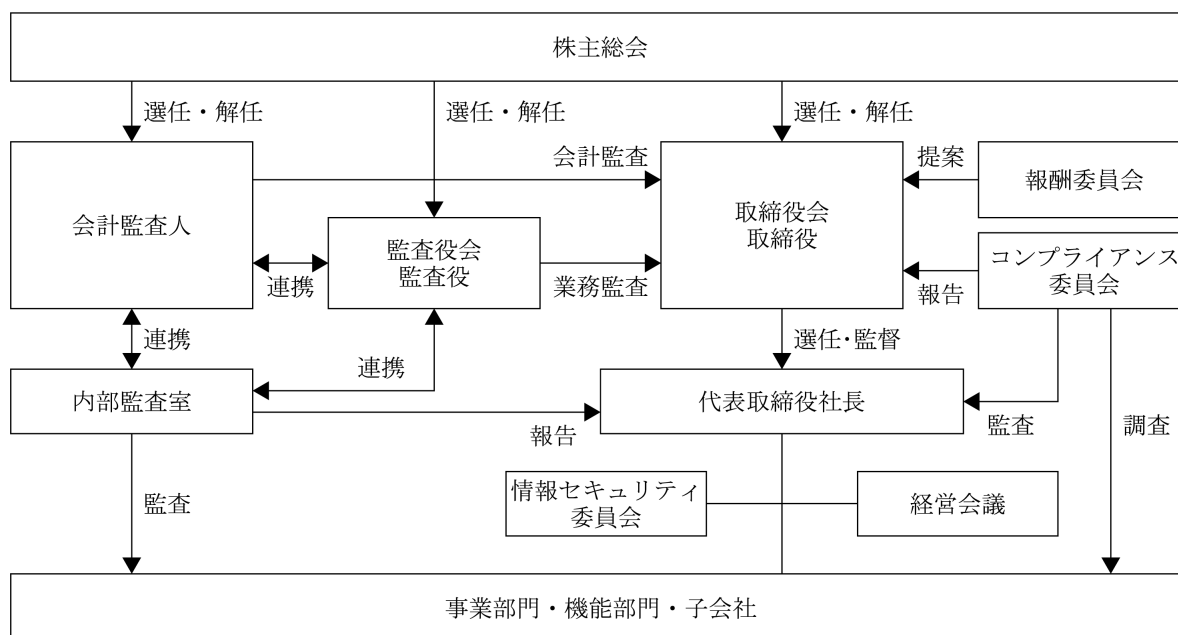 株主総会
選任・解任
選任・解任
選任・解任
会計監査人
会計監査
取締役会
取締役
提案
報酬委員会
監査役会
監査役
連携
業務監査
報告
コンプライアンス
委員会
連携
選任・監督
内部監査室
連携
報告
代表取締役社長
監査
調査
監査
情報セキュリティ
委員会
経営会議
事業部門・機能部門・子会社